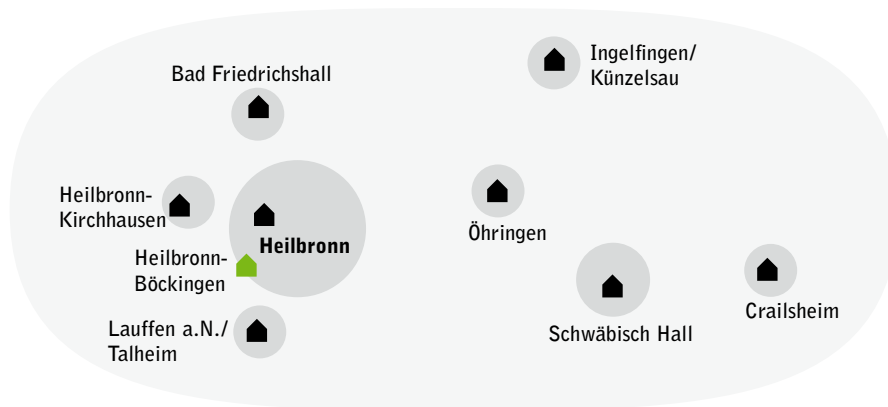 Ingelfingen/
Künzelsau
Bad Friedrichshall
Heilbronn-
Kirchhausen
Öhringen
Heilbronn
Heilbronn-
Böckingen
Crailsheim
Lauffen a.N./
Talheim
Schwäbisch Hall